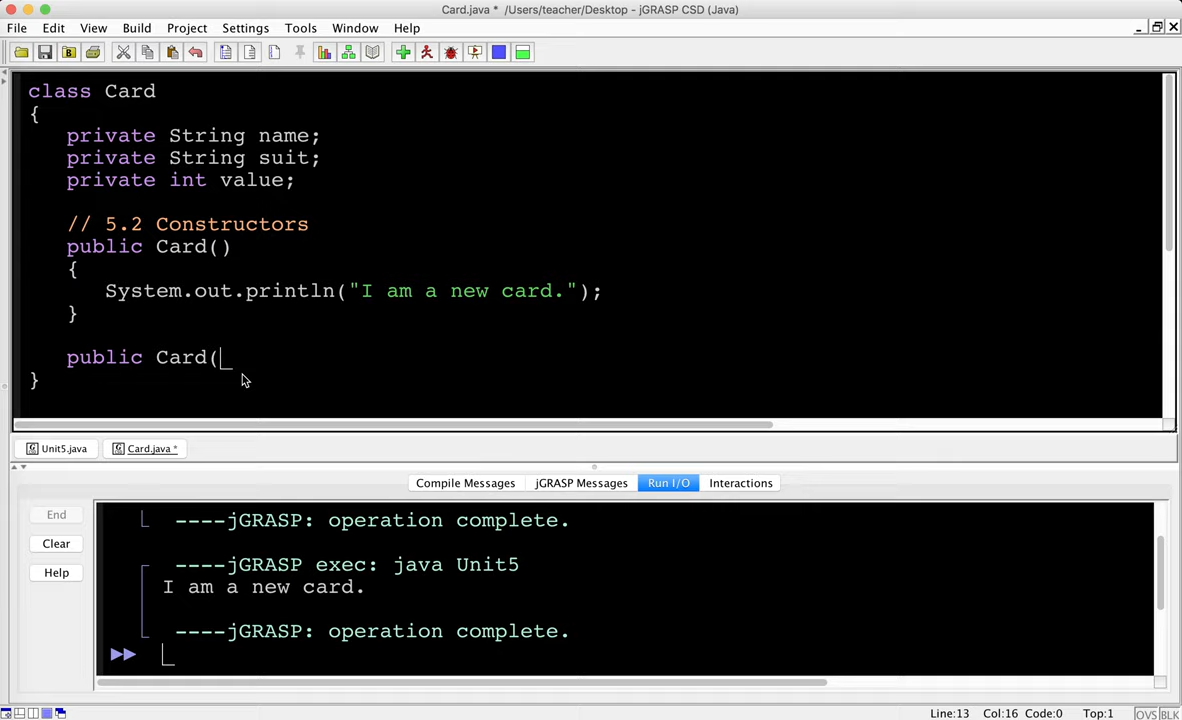 Card.java * /Users/teacher/Desktop - jGRASP CSD (Java)
File Edit View Build Project Settings Tools Window Help
class Card
{
private String name;
private String suit;
private int value;
// 5.2 Constructors
public Card()
{
System.out.println("I am a new card.");
}
public Card(
}
Unit5.java Card.java *
Compile Messages jGRASP Messages Run I/O Interactions
End
Clear
Help
----jGRASP: operation complete.
----jGRASP exec: java Unit5
I am a new card.
----jGRASP: operation complete.
Line:13 Col:16 Code:0 Top:1 OVS BLK